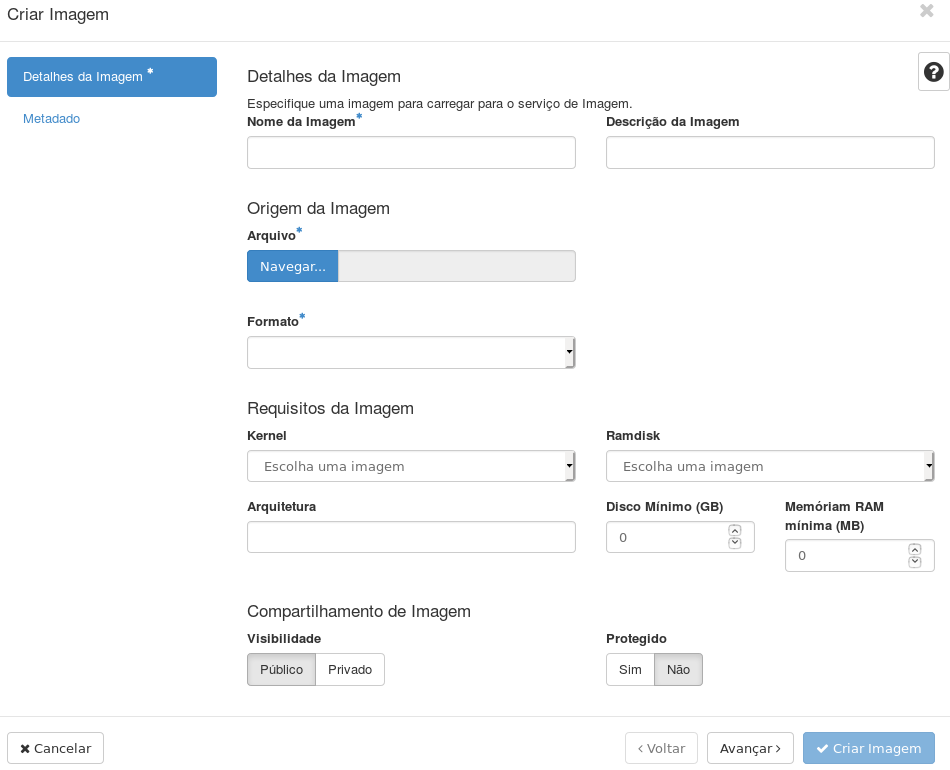 Criar Imagem
Detalhes da Imagem *
Metadado
Detalhes da Imagem
Especifique uma imagem para carregar para o serviço de Imagem.
Nome da Imagem* Descrição da Imagem
Origem da Imagem
Arquivo*
Navegar...
Formato*
Requisitos da Imagem
Kernel Ramdisk
Escolha uma imagem Escolha uma imagem
Arquitetura Disco Mínimo (GB) Memóriam RAM
mínima (MB)
0
0
Compartilhamento de Imagem
Visibilidade Protegido
Público Privado Sim Não
Cancelar ‹ Voltar Avançar › Criar Imagem